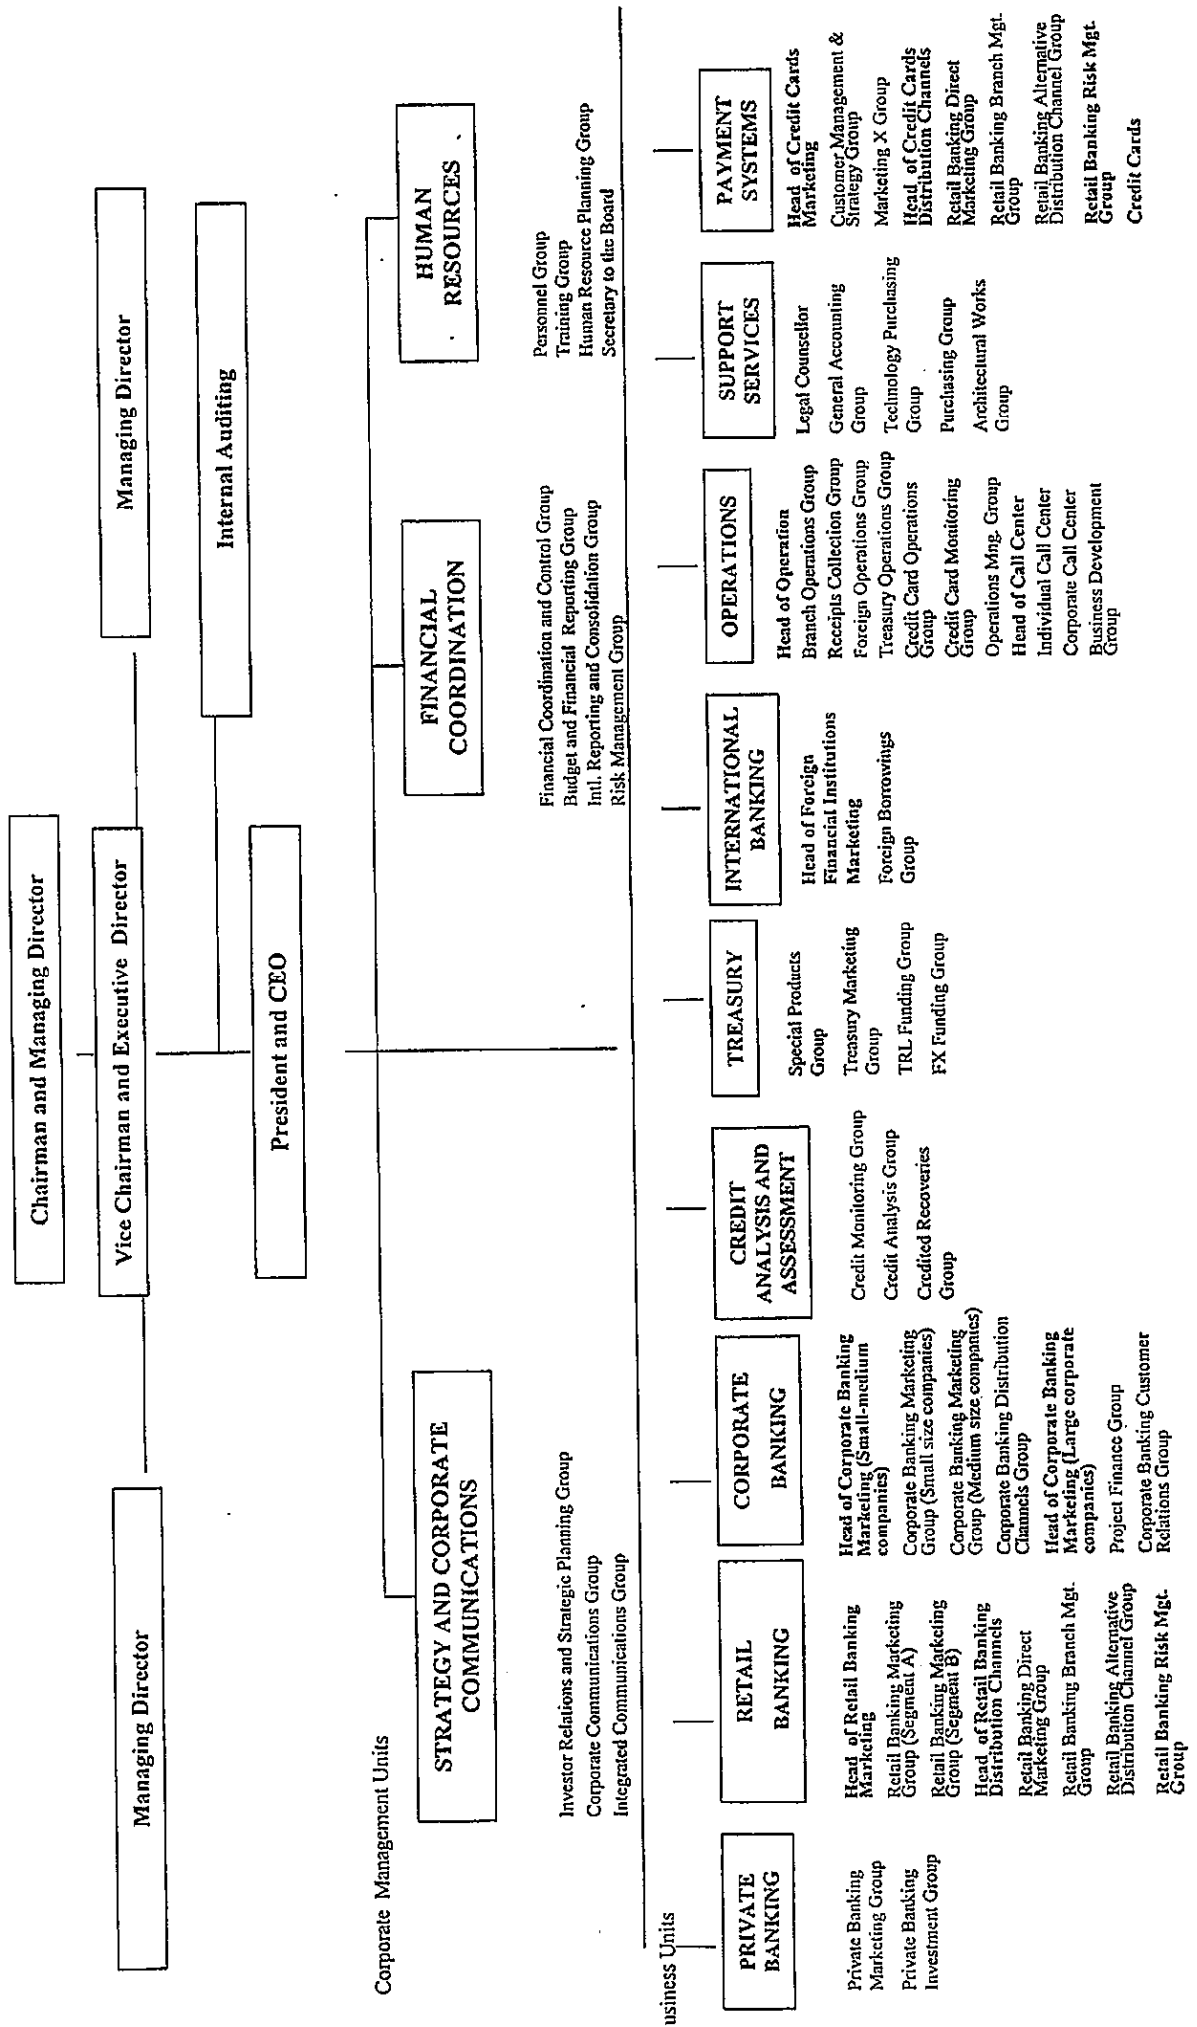 Chairman and Managing Director
Managing Director
Vice Chairman and Executive Director
Managing Director
Internal Auditing
President and CEO
Corporate Management Units
STRATEGY AND CORPORATE
COMMUNICATIONS
FINANCIAL
COORDINATION
HUMAN
RESOURCES
Investor Relations and Strategic Planning Group
Corporate Communications Group
Integrated Communications Group
Financial Coordination and Control Group
Budget and Financial Reporting Group
Intl. Reporting and Consolidation Group
Risk Management Group
Personnel Group
Training Group
Human Resource Planning Group
Secretary to the Board
usiness Units
PRIVATE
BANKING
Private Banking
Marketing Group
Private Banking
Investment Group
RETAIL
BANKING
Head of Retail Banking
Marketing
Retail Banking Marketing
Group (Segment A)
Retail Banking Marketing
Group (Segment B)
Head of Retail Banking
Distribution Channels
Retail Banking Direct
Marketing Group
Retail Banking Branch Mgt.
Group
Retail Banking Alternative
Distribution Channel Group
Retail Banking Risk Mgt.
Group
CORPORATE
BANKING
Head of Corporate Banking
Marketing (Small-medium
companies)
Corporate Banking Marketing
Group (Small size companies)
Corporate Banking Marketing
Group (Medium size companies)
Corporate Banking Distribution
Channels Group
Head of Corporate Banking
Marketing (Large corporate
companies)
Project Finance Group
Corporate Banking Customer
Relations Group
CREDIT
ANALYSIS AND
ASSESSMENT
Credit Monitoring Group
Credit Analysis Group
Credited Recoveries
Group
TREASURY
Special Products
Group
Treasury Marketing
Group
TRL Funding Group
FX Funding Group
INTERNATIONAL
BANKING
Head of Foreign
Financial Institutions
Marketing
Foreign Borrowings
Group
OPERATIONS
Head of Operation
Branch Operations Group
Receipts Collection Group
Foreign Operations Group
Treasury Operations Group
Credit Card Operations
Group
Credit Card Monitoring
Group
Operations Mng. Group
Head of Call Center
Individual Call Center
Corporate Call Center
Business Development
Group
SUPPORT
SERVICES
Legal Counsellor
General Accounting
Group
Technology Purchasing
Group
Purchasing Group
Architectural Works
Group
PAYMENT
SYSTEMS
Head of Credit Cards
Marketing
Customer Management &
Strategy Group
Marketing X Group
Head of Credit Cards
Distribution Channels
Retail Banking Direct
Marketing Group
Retail Banking Branch Mgt.
Group
Retail Banking Alternative
Distribution Channel Group
Retail Banking Risk Mgt.
Group
Credit Cards